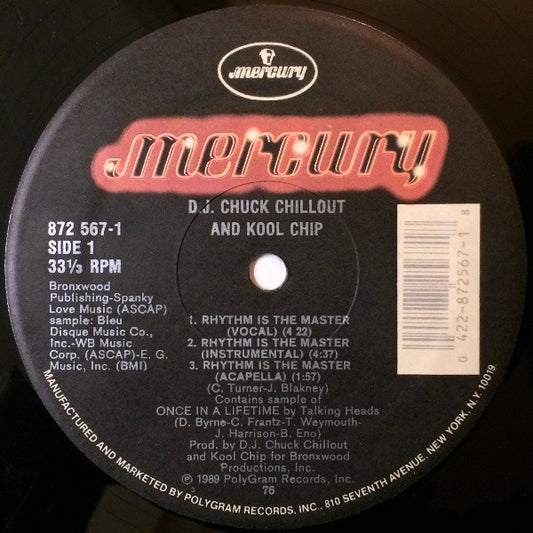 mercury
mercury
D.J. CHUCK CHILLOUT
AND KOOL CHIP
872 567-1
SIDE 1
33⅓ RPM
Bronxwood
Publishing-Spanky
Love Music (ASCAP)
sample: Bleu
Disque Music Co.,
Inc.-WB Music
Corp. (ASCAP)-E. G.
Music, Inc. (BMI)
1. RHYTHM IS THE MASTER
(VOCAL) (4 22)
2. RHYTHM IS THE MASTER
(INSTRUMENTAL) (4:37)
3. RHYTHM IS THE MASTER
(ACAPELLA) (1:57)
(C. Turner-J. Blakney)
Contains sample of
ONCE IN A LIFETIME by Talking Heads
(D. Byrne-C. Frantz-T. Weymouth-
J. Harrison-B. Eno)
Prod. by D.J. Chuck Chillout
and Kool Chip for Bronxwood
Productions, Inc.
℗ 1989 PolyGram Records, Inc.
76
0 422-872567-1 8
MANUFACTURED AND MARKETED BY POLYGRAM RECORDS, INC., 810 SEVENTH AVENUE, NEW YORK, N.Y. 10019.